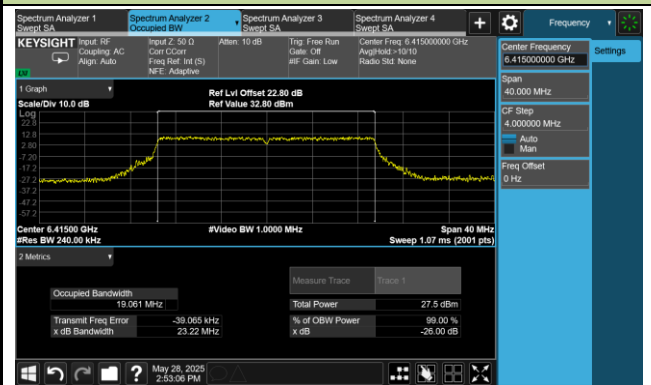 Spectrum Analyzer 1
Swept SA
Spectrum Analyzer 2
Occupied BW
Spectrum Analyzer 3
Swept SA
Spectrum Analyzer 4
Swept SA
+
Frequency
KEYSIGHT
Input: RF
Coupling: AC
Align: Auto
Input Z: 50 Ω
Corr CCorr
Freq Ref: Int (S)
NFE: Adaptive
Atten: 10 dB
Trig: Free Run
Gate: Off
#IF Gain: Low
Center Freq: 6.415000000 GHz
Avg|Hold:>10/10
Radio Std: None
Center Frequency
6.415000000 GHz
Settings
Span
40.000 MHz
CF Step
4.000000 MHz
Auto
Man
Freq Offset
0 Hz
1 Graph
Scale/Div 10.0 dB
Ref Lvl Offset 22.80 dB
Ref Value 32.80 dBm
Log
22.8
12.8
2.80
-7.20
-17.2
-27.2
-37.2
-47.2
-57.2
Center 6.41500 GHz
#Res BW 240.00 kHz
#Video BW 1.0000 MHz
Span 40 MHz
Sweep 1.07 ms (2001 pts)
2 Metrics
Measure Trace
Trace 1
Occupied Bandwidth
19.061 MHz
Total Power
27.5 dBm
Transmit Freq Error
-39.065 kHz
% of OBW Power
99.00 %
x dB Bandwidth
23.22 MHz
x dB
-26.00 dB
?
May 28, 2025
2:53:06 PM